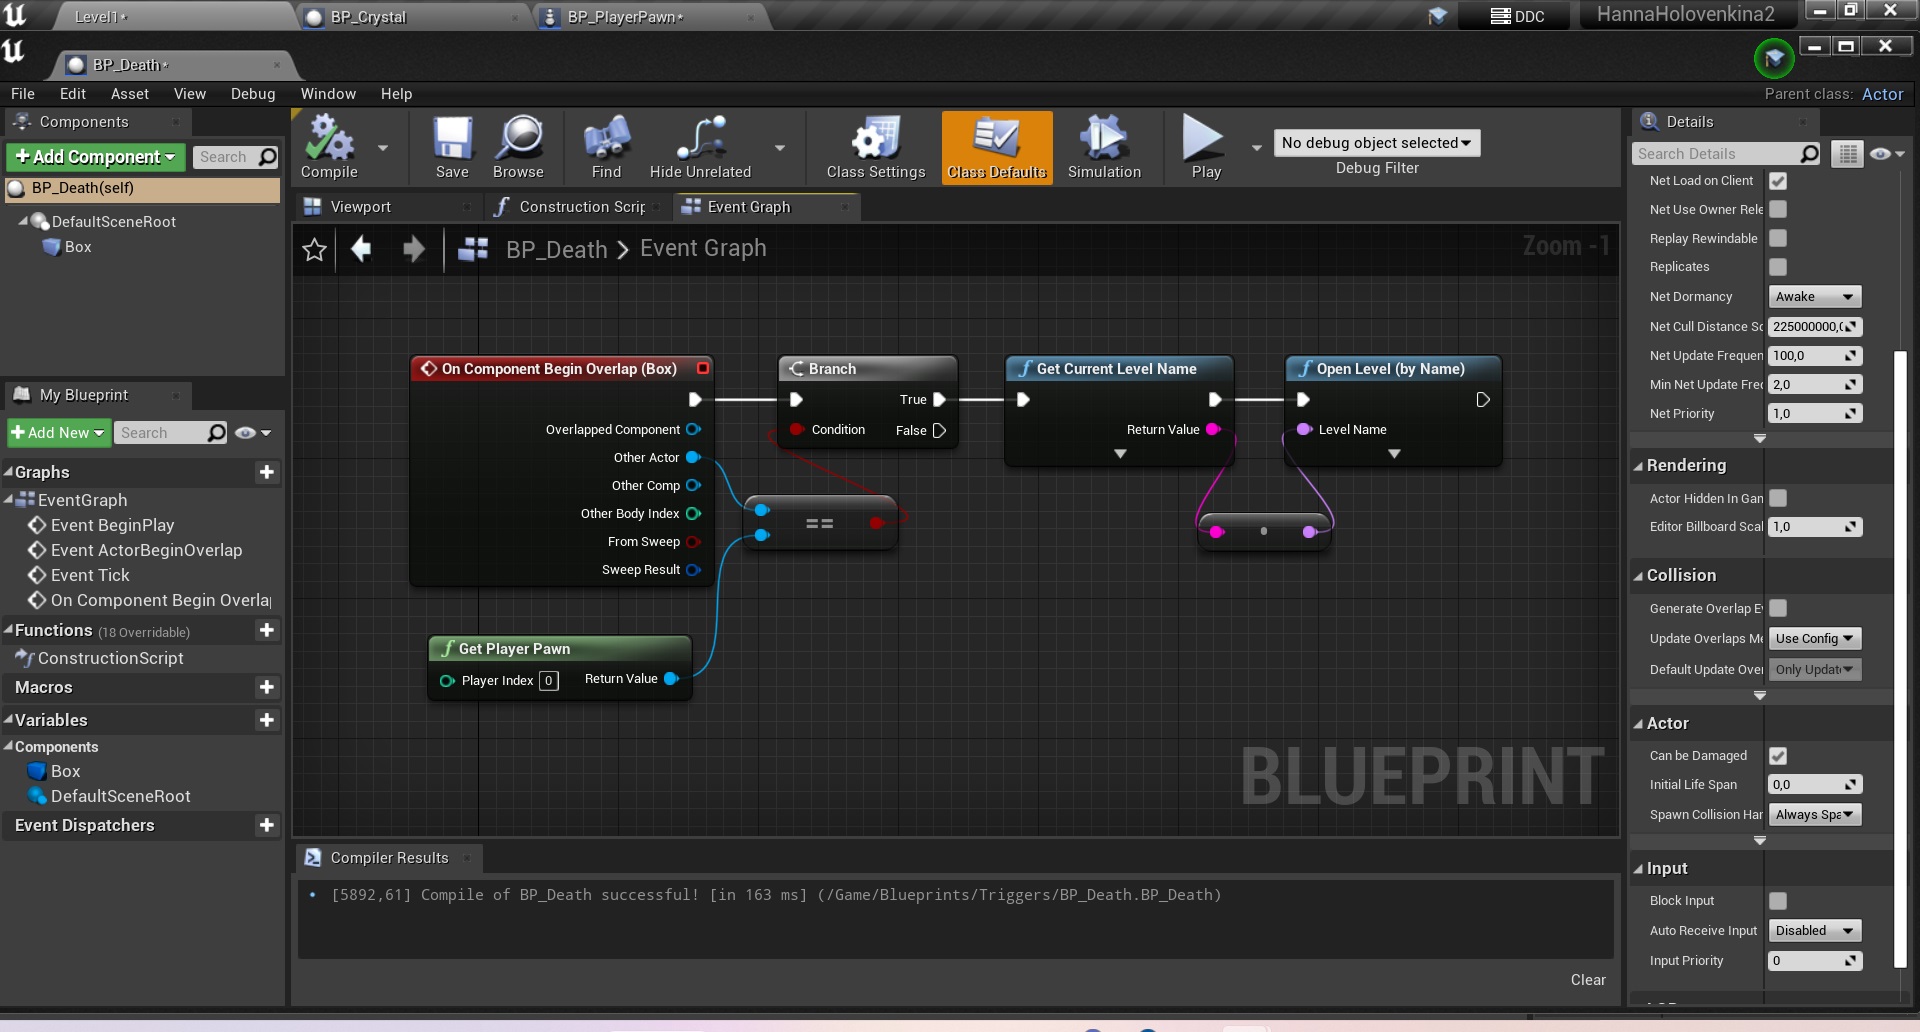 Level1*
BP_Crystal
BP_PlayerPawn*
DDC
HannaHolovenkina2
BP_Death*
File Edit Asset View Debug Window Help
Parent class: Actor
Components
Add Component
Search
BP_Death(self)
DefaultSceneRoot
Box
Compile
Save
Browse
Find
Hide Unrelated
Class Settings
Class Defaults
Simulation
Play
No debug object selected
Debug Filter
Viewport
Construction Scrip
Event Graph
BP_Death > Event Graph
Zoom -1
On Component Begin Overlap (Box)
Overlapped Component
Other Actor
Other Comp
Other Body Index
From Sweep
Sweep Result
Branch
True
Condition
False
==
Get Current Level Name
Return Value
Open Level (by Name)
Level Name
Get Player Pawn
Player Index 0
Return Value
BLUEPRINT
My Blueprint
Add New
Search
Graphs
EventGraph
Event BeginPlay
Event ActorBeginOverlap
Event Tick
On Component Begin Overla
Functions (18 Overridable)
ConstructionScript
Macros
Variables
Components
Box
DefaultSceneRoot
Event Dispatchers
Compiler Results
[5892,61] Compile of BP_Death successful! [in 163 ms] (/Game/Blueprints/Triggers/BP_Death.BP_Death)
Clear
Details
Search Details
Net Load on Client
Net Use Owner Rele
Replay Rewindable
Replicates
Net Dormancy Awake
Net Cull Distance Sq 225000000,0
Net Update Frequen 100,0
Min Net Update Fred 2,0
Net Priority 1,0
Rendering
Actor Hidden In Gam
Editor Billboard Scal 1,0
Collision
Generate Overlap Ev
Update Overlaps Me Use Config
Default Update Over Only Updat
Actor
Can be Damaged
Initial Life Span 0,0
Spawn Collision Han Always Spa
Input
Block Input
Auto Receive Input Disabled
Input Priority 0